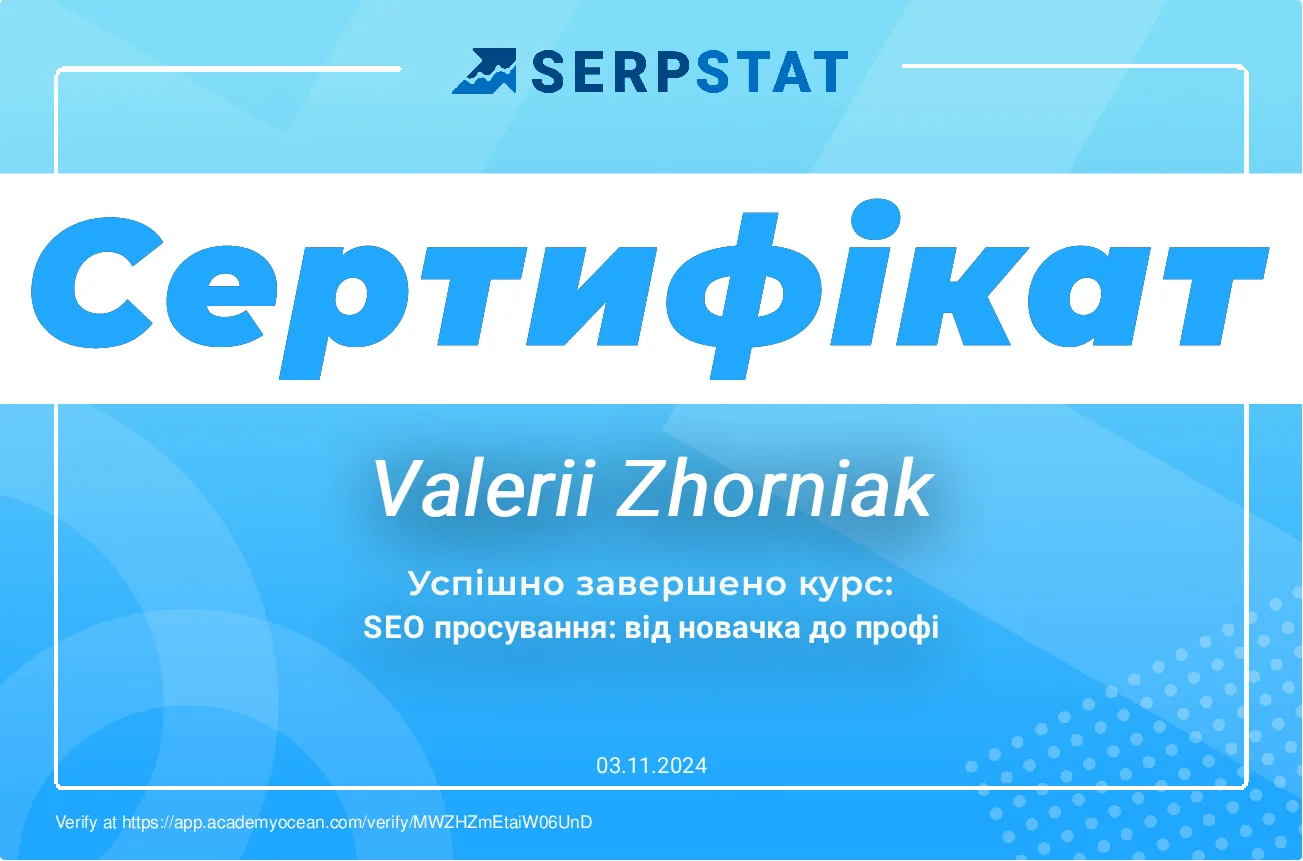 SERPSTAT
Сертифікат
Valerii Zhorniak
Успішно завершено курс:
SEO просування: від новачка до профі
03.11.2024
Verify at https://app.academyocean.com/verify/MWZHZmEtaiW06UnD